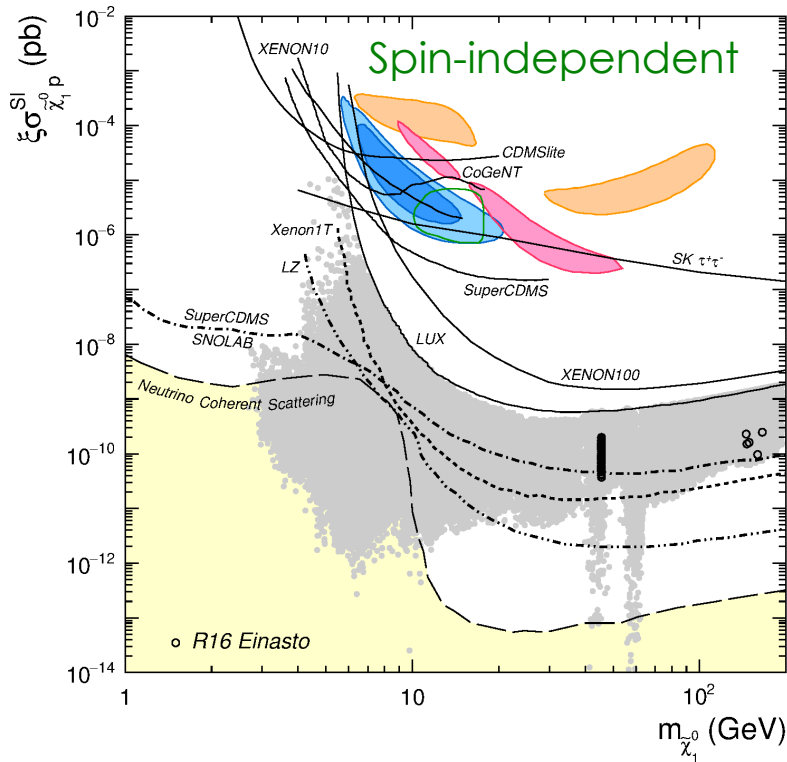 Spin-independent
ξσ^SI_χ̃⁰₁ p (pb)
10⁻²
10⁻⁴
10⁻⁶
10⁻⁸
10⁻¹⁰
10⁻¹²
10⁻¹⁴
XENON10
CDMSlite
CoGeNT
Xenon1T
LZ
SK τ⁺τ⁻
SuperCDMS
SuperCDMS
SNOLAB
LUX
XENON100
Neutrino Coherent Scattering
R16 Einasto
1
10
10²
m_χ̃⁰₁ (GeV)